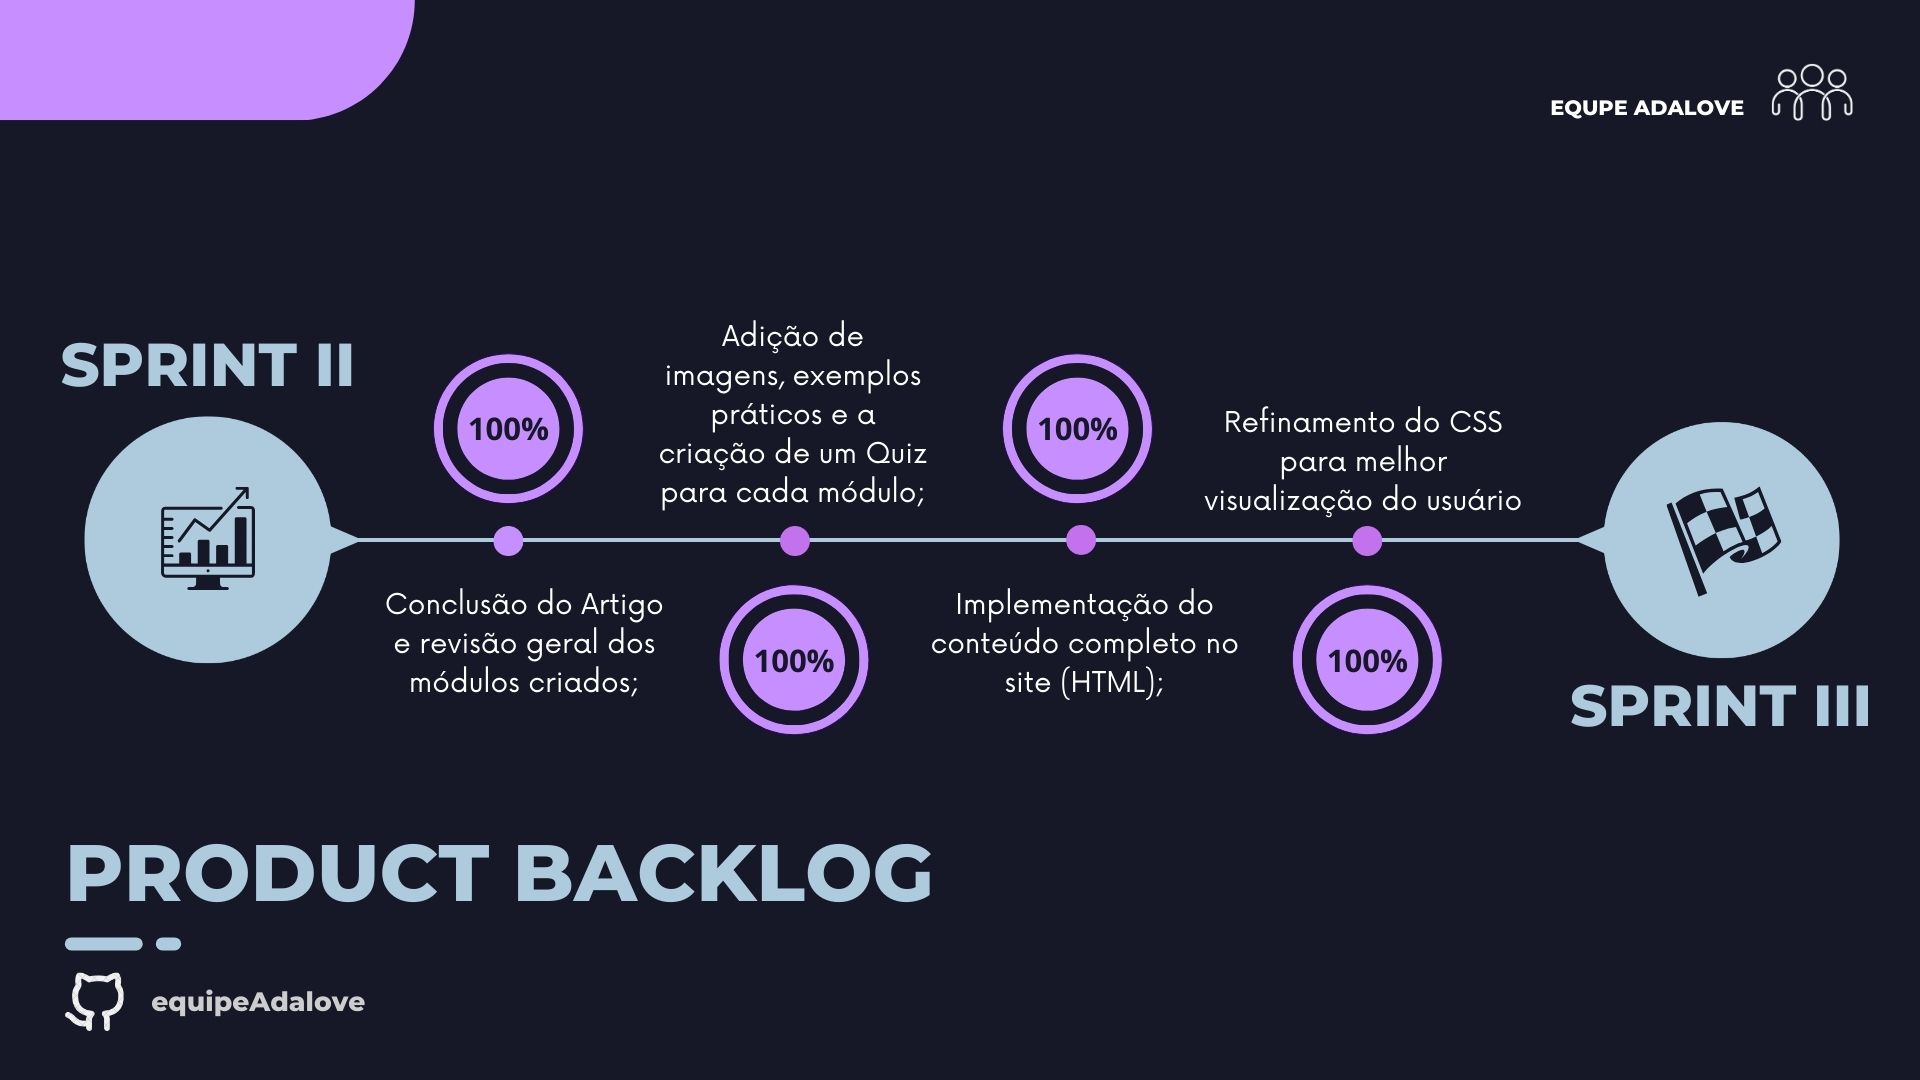 EQUPE ADALOVE
SPRINT II
100%
Conclusão do Artigo
e revisão geral dos
módulos criados;
Adição de
imagens, exemplos
práticos e a
criação de um Quiz
para cada módulo;
100%
100%
Implementação do
conteúdo completo no
site (HTML);
Refinamento do CSS
para melhor
visualização do usuário
100%
SPRINT III
PRODUCT BACKLOG
equipeAdalove